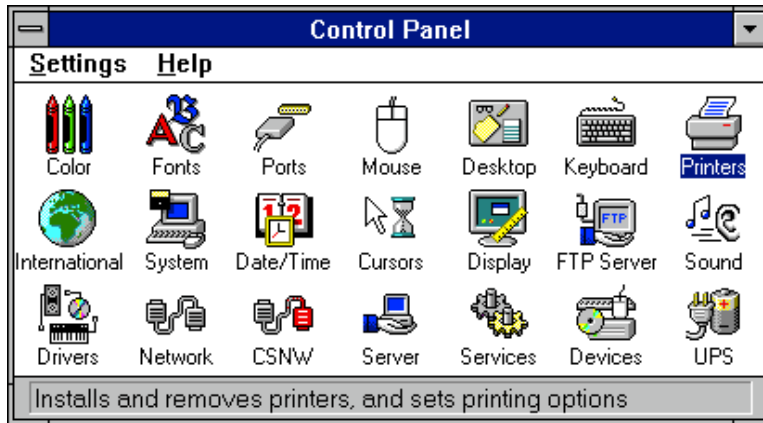 Control Panel
Settings Help
Color Fonts Ports Mouse Desktop Keyboard Printers
International System Date/Time Cursors Display FTP Server Sound
Drivers Network CSNW Server Services Devices UPS
Installs and removes printers, and sets printing options